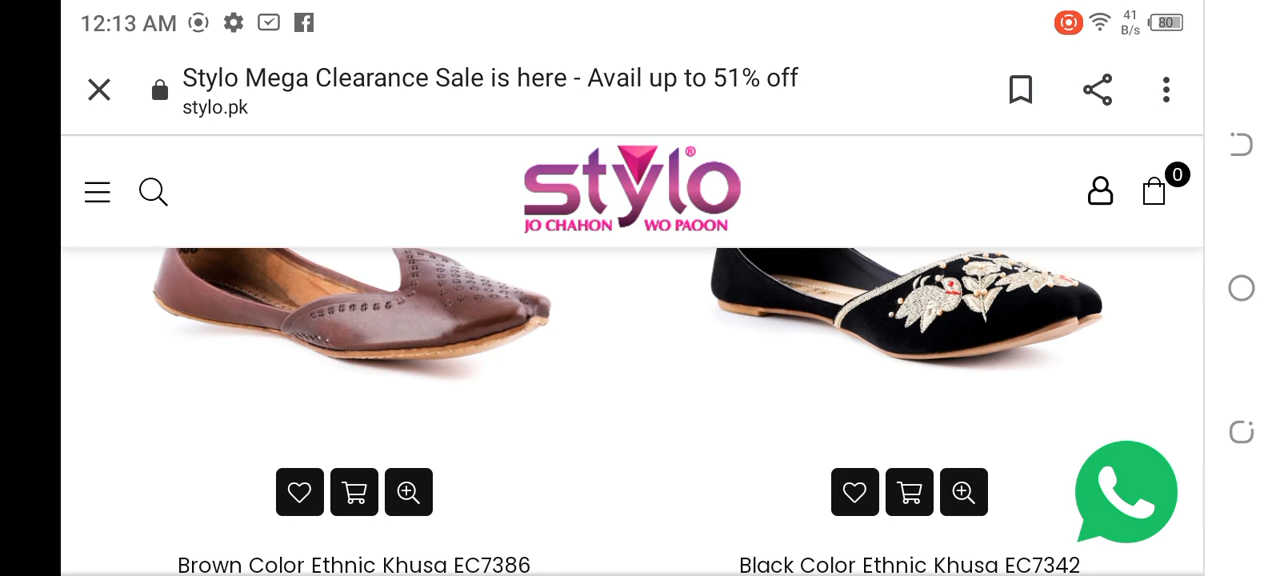 12:13 AM
41
B/s
80
Stylo Mega Clearance Sale is here - Avail up to 51% off
stylo.pk
stylo®
JO CHAHON WO PAOON
0
Brown Color Ethnic Khusa EC7386
Black Color Ethnic Khusa EC7342